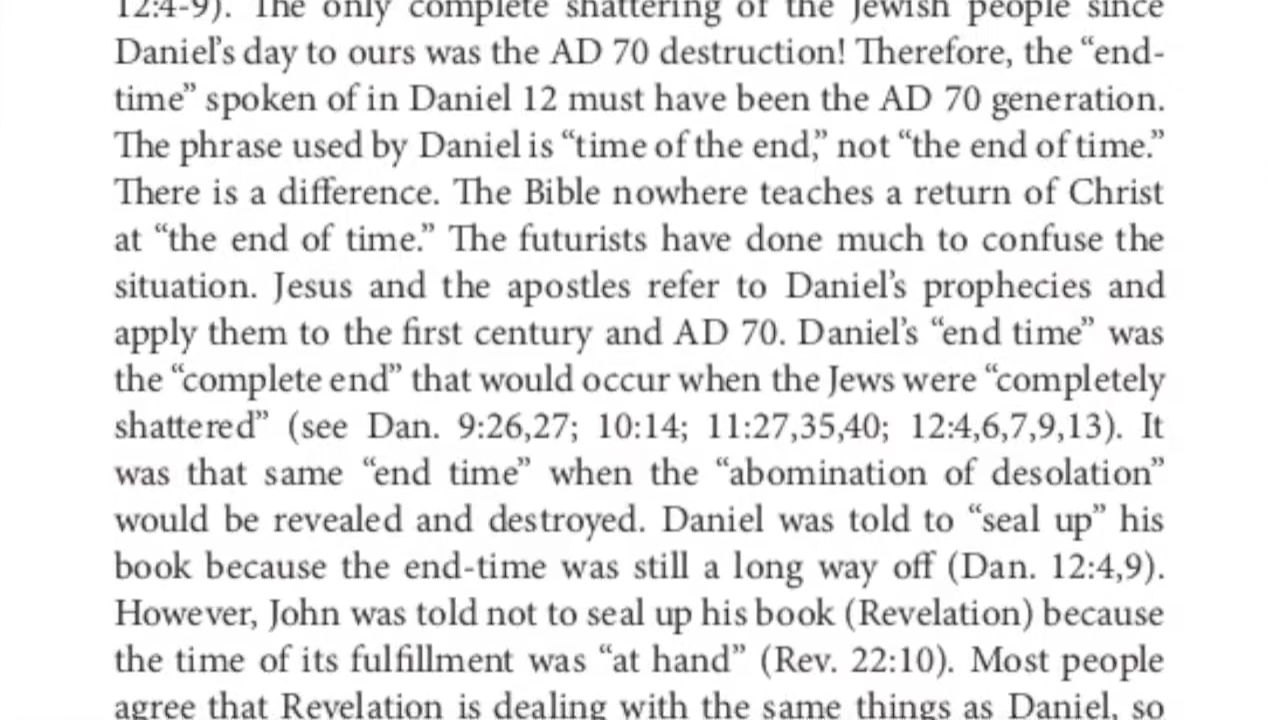 12:4-9). The only complete shattering of the Jewish people since
Daniel’s day to ours was the AD 70 destruction! Therefore, the “end-
time” spoken of in Daniel 12 must have been the AD 70 generation.
The phrase used by Daniel is “time of the end,” not “the end of time.”
There is a difference. The Bible nowhere teaches a return of Christ
at “the end of time.” The futurists have done much to confuse the
situation. Jesus and the apostles refer to Daniel’s prophecies and
apply them to the first century and AD 70. Daniel’s “end time” was
the “complete end” that would occur when the Jews were “completely
shattered” (see Dan. 9:26,27; 10:14; 11:27,35,40; 12:4,6,7,9,13). It
was that same “end time” when the “abomination of desolation”
would be revealed and destroyed. Daniel was told to “seal up” his
book because the end-time was still a long way off (Dan. 12:4,9).
However, John was told not to seal up his book (Revelation) because
the time of its fulfillment was “at hand” (Rev. 22:10). Most people
agree that Revelation is dealing with the same things as Daniel, so